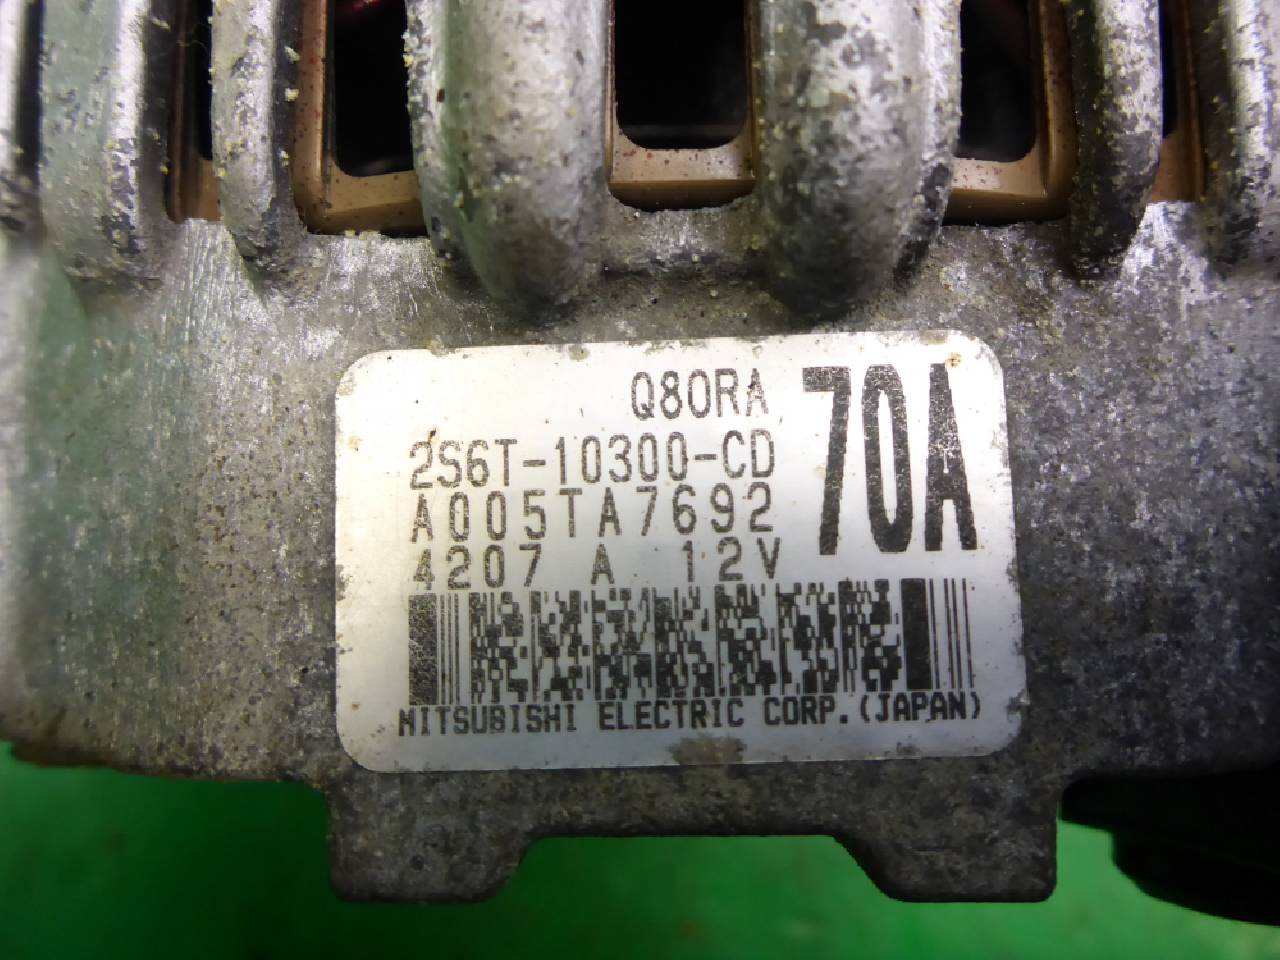 Q80RA 70A
2S6T-10300-CD
A005TA7692
4207 A 12V
MITSUBISHI ELECTRIC CORP.(JAPAN)